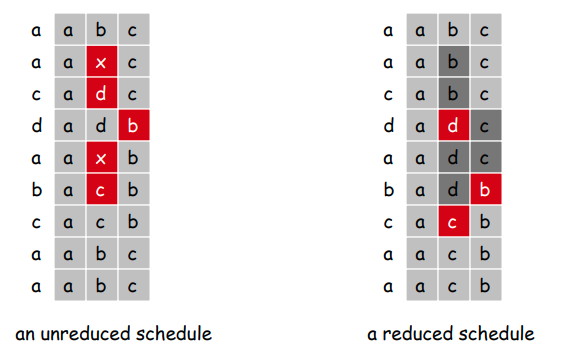 a a b c a a b c
a a x c a a b c
c a d c c a b c
d a d b d a d c
a a x b a a d c
b a c b b a d b
c a c b c a c b
a a b c a a c b
a a b c a a c b
an unreduced schedule a reduced schedule